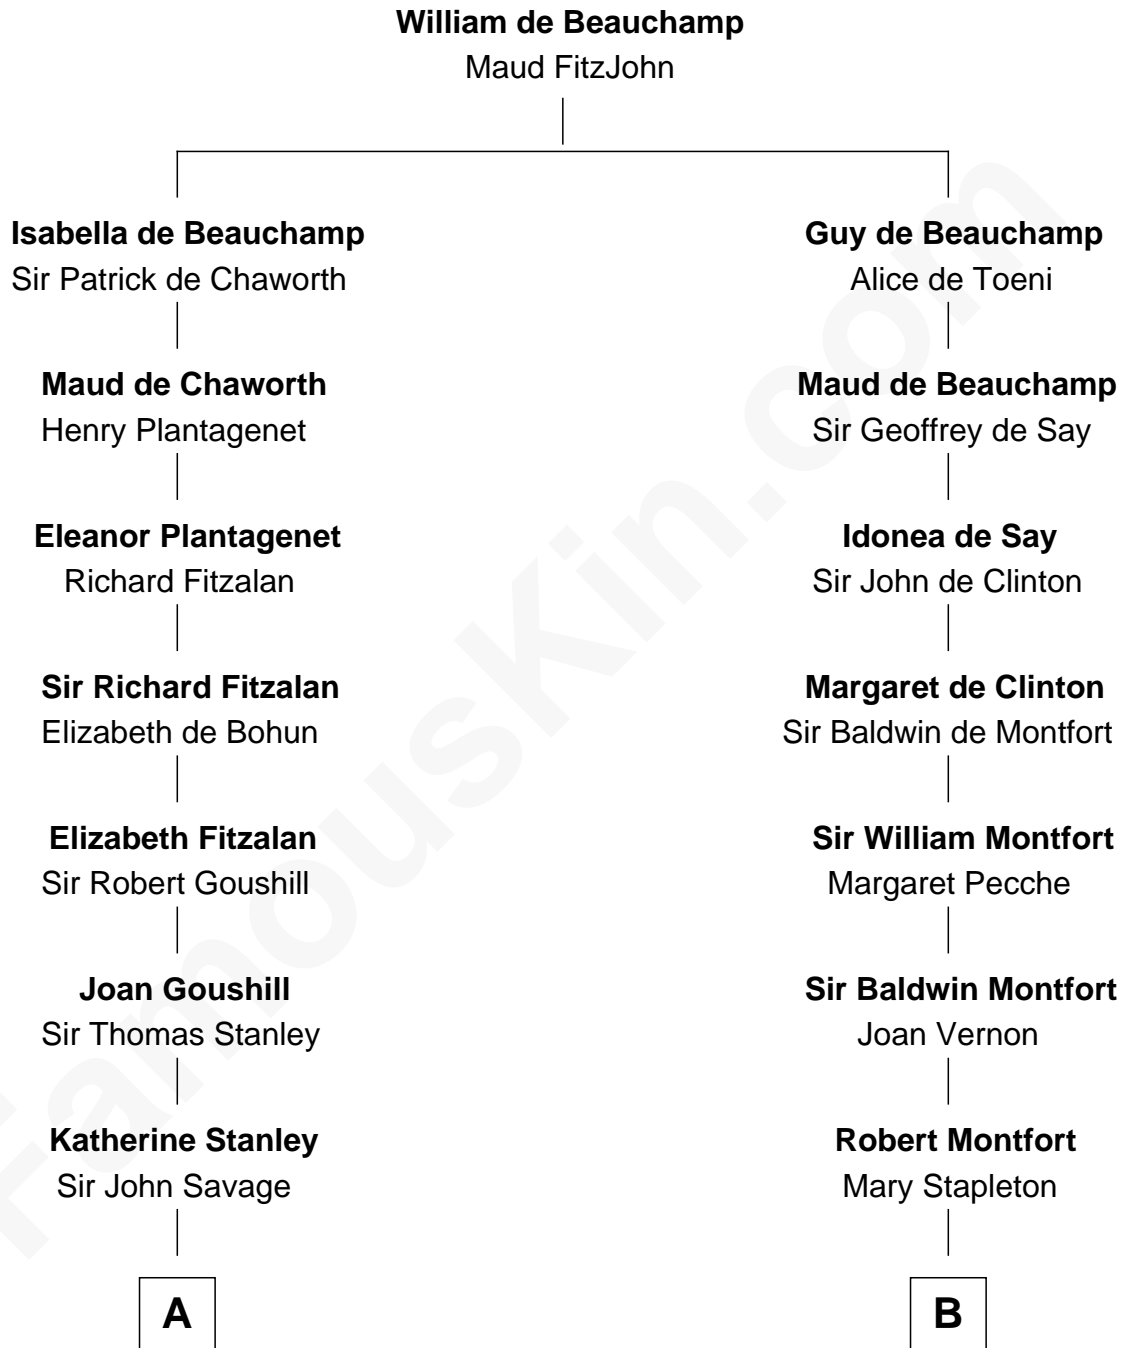 William de Beauchamp
Maud FitzJohn
Isabella de Beauchamp
Sir Patrick de Chaworth
Guy de Beauchamp
Alice de Toeni
Maud de Chaworth
Henry Plantagenet
Maud de Beauchamp
Sir Geoffrey de Say
Eleanor Plantagenet
Richard Fitzalan
Idonea de Say
Sir John de Clinton
Sir Richard Fitzalan
Elizabeth de Bohun
Margaret de Clinton
Sir Baldwin de Montfort
Elizabeth Fitzalan
Sir Robert Goushill
Sir William Montfort
Margaret Pecche
Joan Goushill
Sir Thomas Stanley
Sir Baldwin Montfort
Joan Vernon
Katherine Stanley
Sir John Savage
Robert Montfort
Mary Stapleton
A
B
FamousKin.com